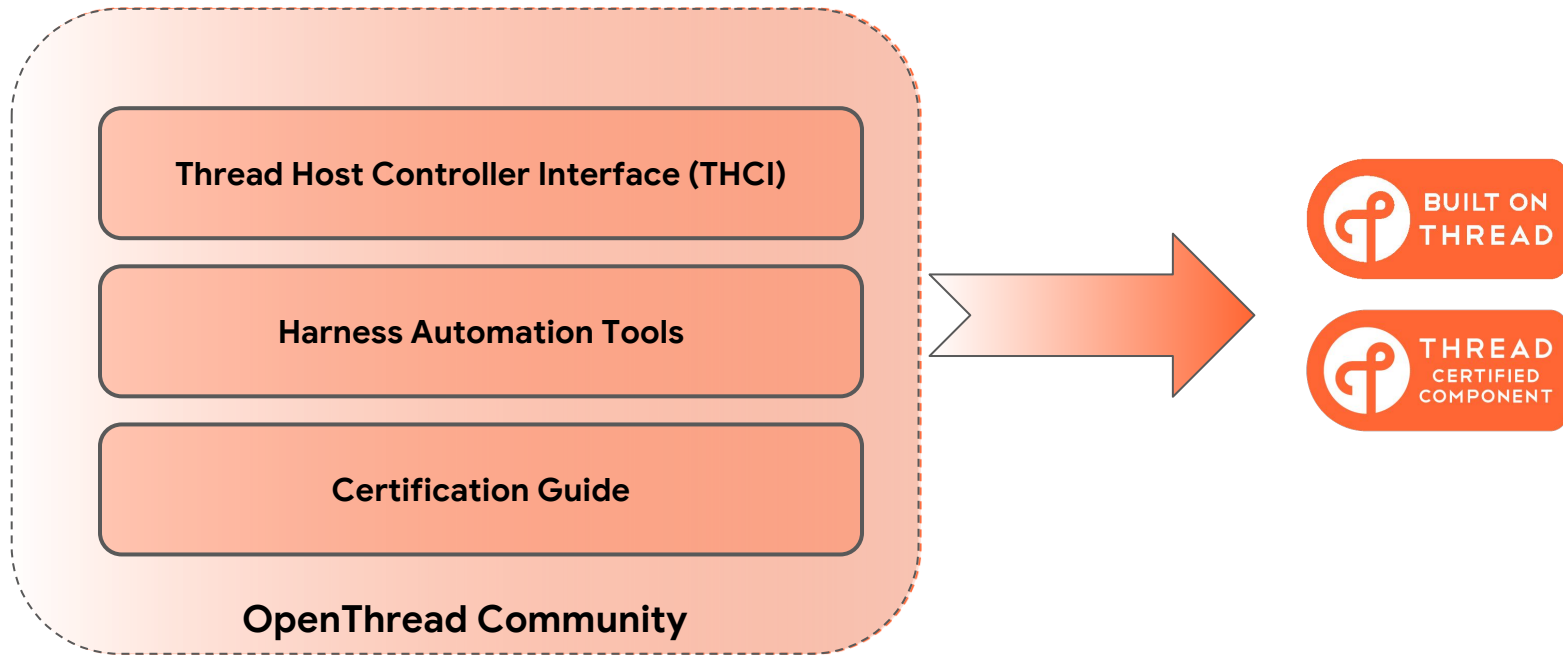 Thread Host Controller Interface (THCI)
Harness Automation Tools
Certification Guide
OpenThread Community
BUILT ON
THREAD
THREAD
CERTIFIED
COMPONENT